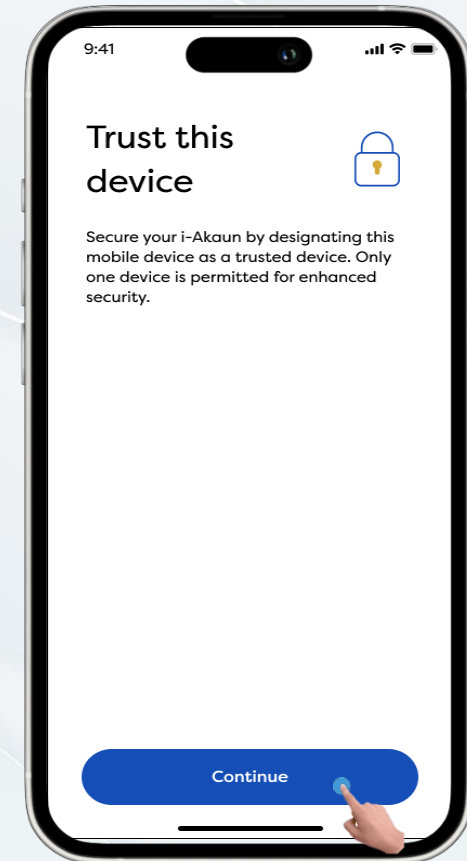 9:41
Trust this
device
Secure your i-Akaun by designating this
mobile device as a trusted device. Only
one device is permitted for enhanced
security.
Continue